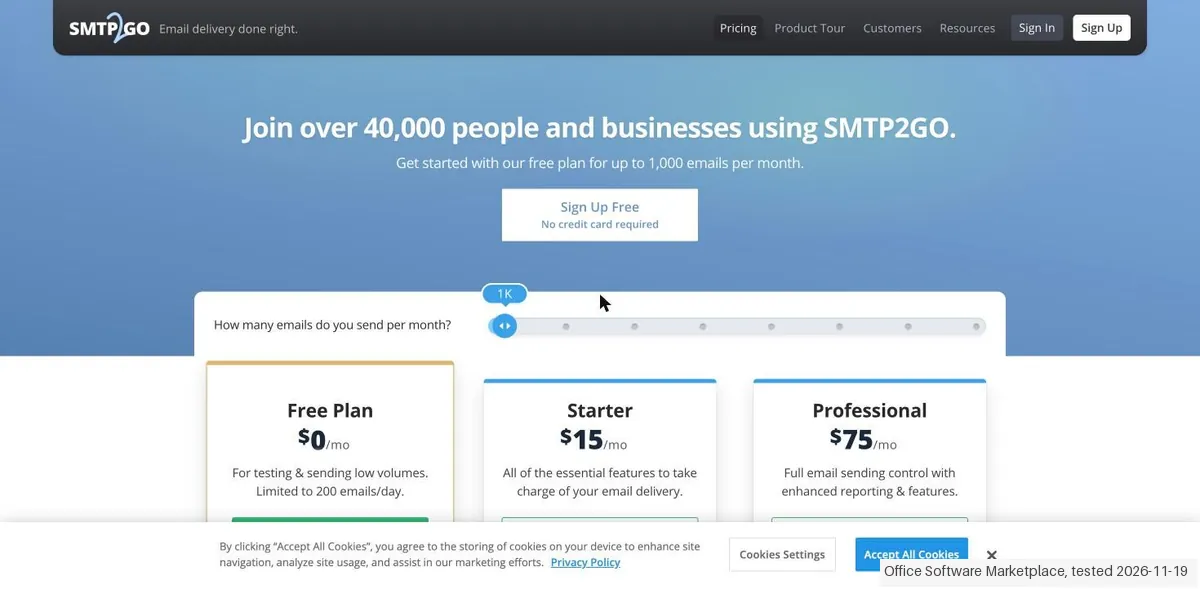 SMTP2GO Email delivery done right. Pricing Product Tour Customers Resources Sign In Sign Up
Join over 40,000 people and businesses using SMTP2GO.
Get started with our free plan for up to 1,000 emails per month.
Sign Up Free
No credit card required
1K
How many emails do you send per month?
Free Plan
$0/mo
For testing & sending low volumes.
Limited to 200 emails/day.
Starter
$15/mo
All of the essential features to take
charge of your email delivery.
Professional
$75/mo
Full email sending control with
enhanced reporting & features.
By clicking “Accept All Cookies”, you agree to the storing of cookies on your device to enhance site
navigation, analyze site usage, and assist in our marketing efforts. Privacy Policy
Cookies Settings
Accept All Cookies
Office Software Marketplace, tested 2026-11-19